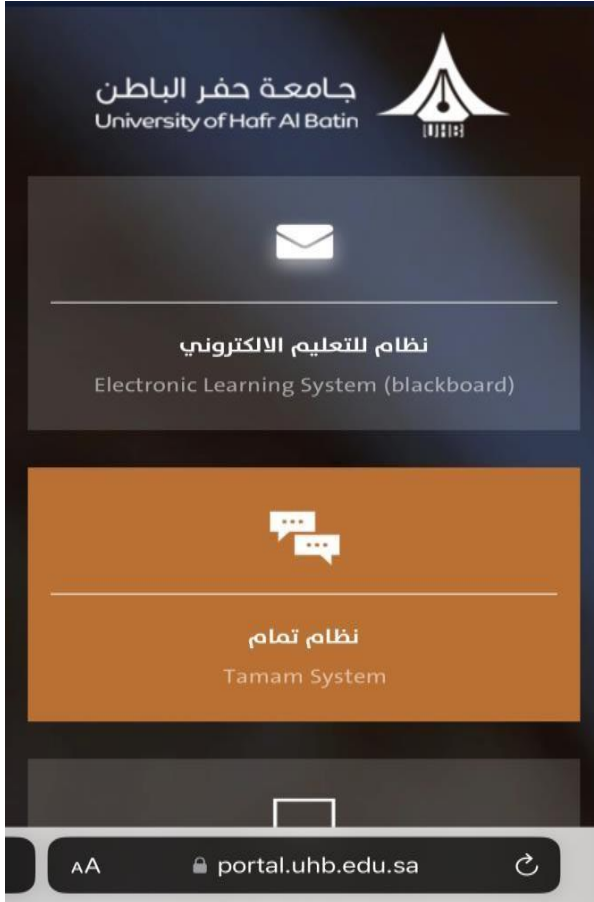 جامعة حفر الباطن
University of Hafr Al Batin
UHB
نظام للتعليم الالكتروني
Electronic Learning System (blackboard)
نظام تمام
Tamam System
AA
portal.uhb.edu.sa